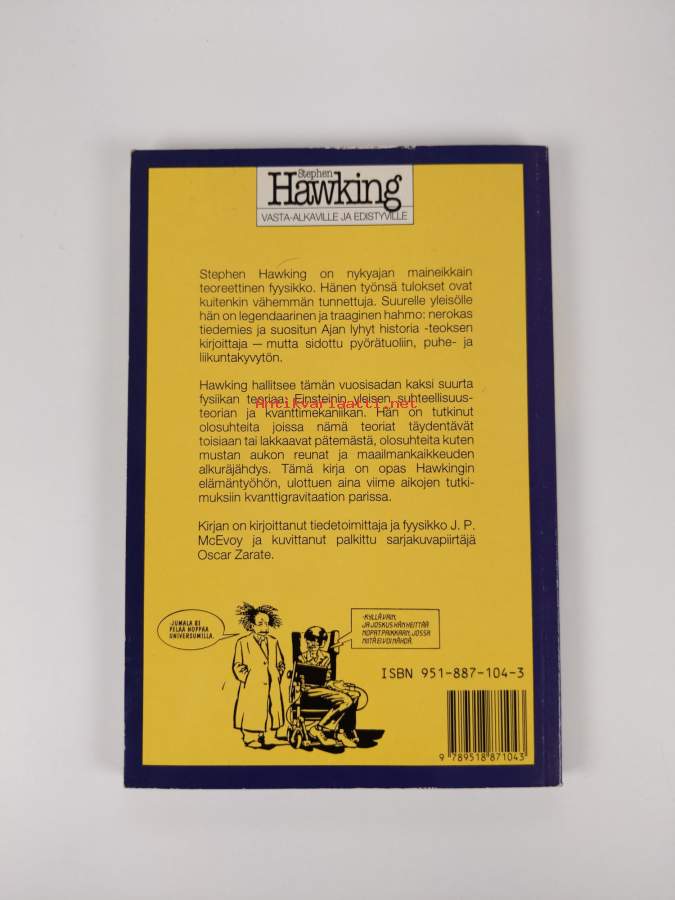 Stephen
Hawking
VASTA-ALKAVILLE JA EDISTYVILLE
Stephen Hawking on nykyajan maineikkain
teoreettinen fyysikko. Hänen työnsä tulokset ovat
kuitenkin vähemmän tunnettuja. Suurelle yleisölle
hän on legendaarinen ja traaginen hahmo: nerokas
tiedemies ja suositun Ajan lyhyt historia -teoksen
kirjoittaja — mutta sidottu pyörätuoliin, puhe- ja
liikuntakyvytön.
Hawking hallitsee tämän vuosisadan kaksi suurta
fysiikan teoriaa: Einsteinin yleisen suhteellisuus-
Antikvariaatti.net
teorian ja kvanttimekaniikan. Hän on tutkinut
olosuhteita joissa nämä teoriat täydentävät
toisiaan tai lakkaavat pätemästä, olosuhteita kuten
mustan aukon reunat ja maailmankaikkeuden
alkuräjähdys. Tämä kirja on opas Hawkingin
elämäntyöhön, ulottuen aina viime aikojen tutki-
muksiin kvanttigravitaation parissa.
Kirjan on kirjoittanut tiedetoimittaja ja fyysikko J. P.
McEvoy ja kuvittanut palkittu sarjakuvapiirtäjä
Oscar Zarate.
-JUMALA EI
PELAA NOPPAA
UNIVERSUMILLA.
-KYLLÄ VAIN,
JA JOSKUS HÄN HEITTÄÄ
NOPAT PAIKKAAN, JOSSA
NIITÄ EI VOI NÄHDÄ.
ISBN 951-887-104-3
9 789518 871043